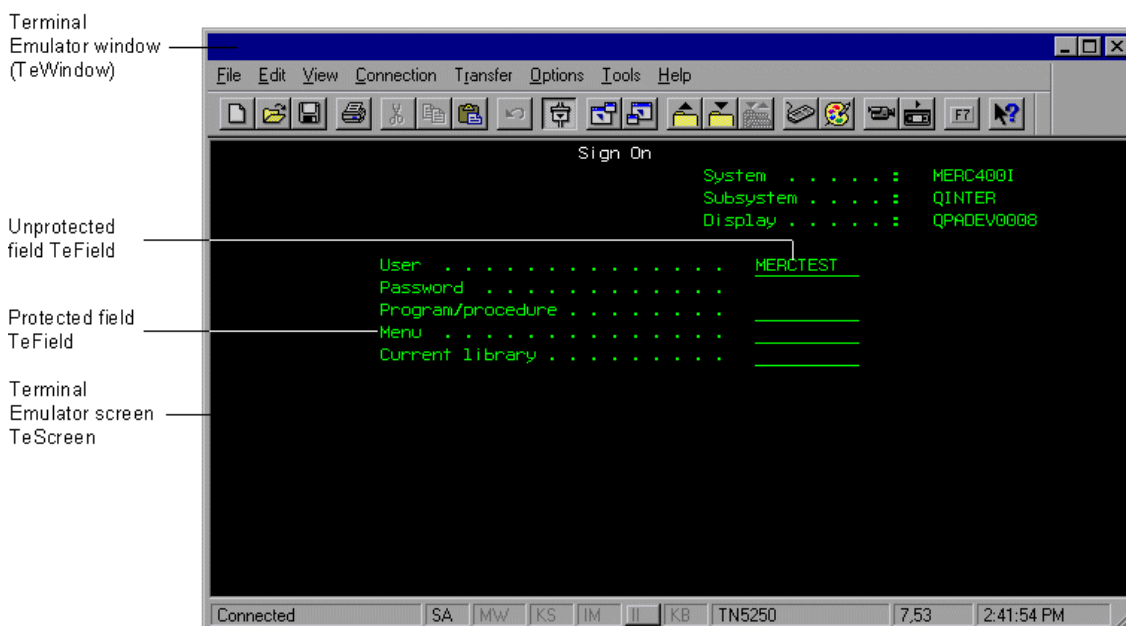 Terminal
Emulator window
(TeWindow)
File Edit View Connection Transfer Options Tools Help
F7
Sign On
System . . . . . : MERC400I
Subsystem . . . . : QINTER
Display . . . . . : QPADEV0008
Unprotected
field TeField
User . . . . . . . . . . . . . . MERCTEST
Password . . . . . . . . . . . .
Program/procedure . . . . . . . .
Protected field
TeField
Menu . . . . . . . . . . . . . .
Current library . . . . . . . . .
Terminal
Emulator screen
TeScreen
Connected SA MW KS IM II KB TN5250 7,53 2:41:54 PM